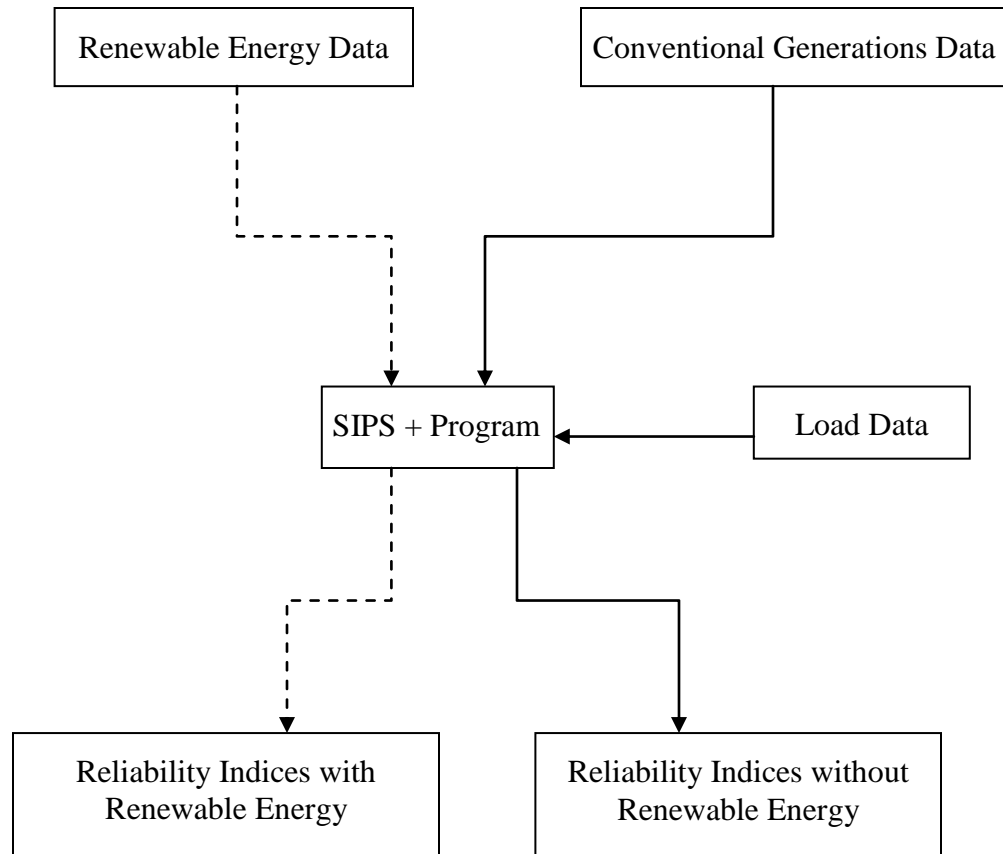 Renewable Energy Data
Conventional Generations Data
SIPS + Program
Load Data
Reliability Indices with
Renewable Energy
Reliability Indices without
Renewable Energy